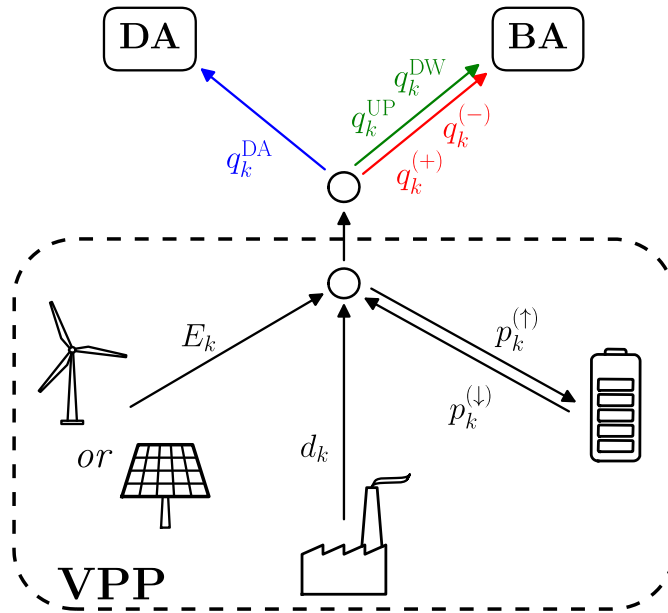 DA
BA
q_k^{DW}
q_k^{UP}
q_k^{(-)}
q_k^{DA}
q_k^{(+)}
E_k
p_k^{(↑)}
p_k^{(↓)}
or
d_k
VPP